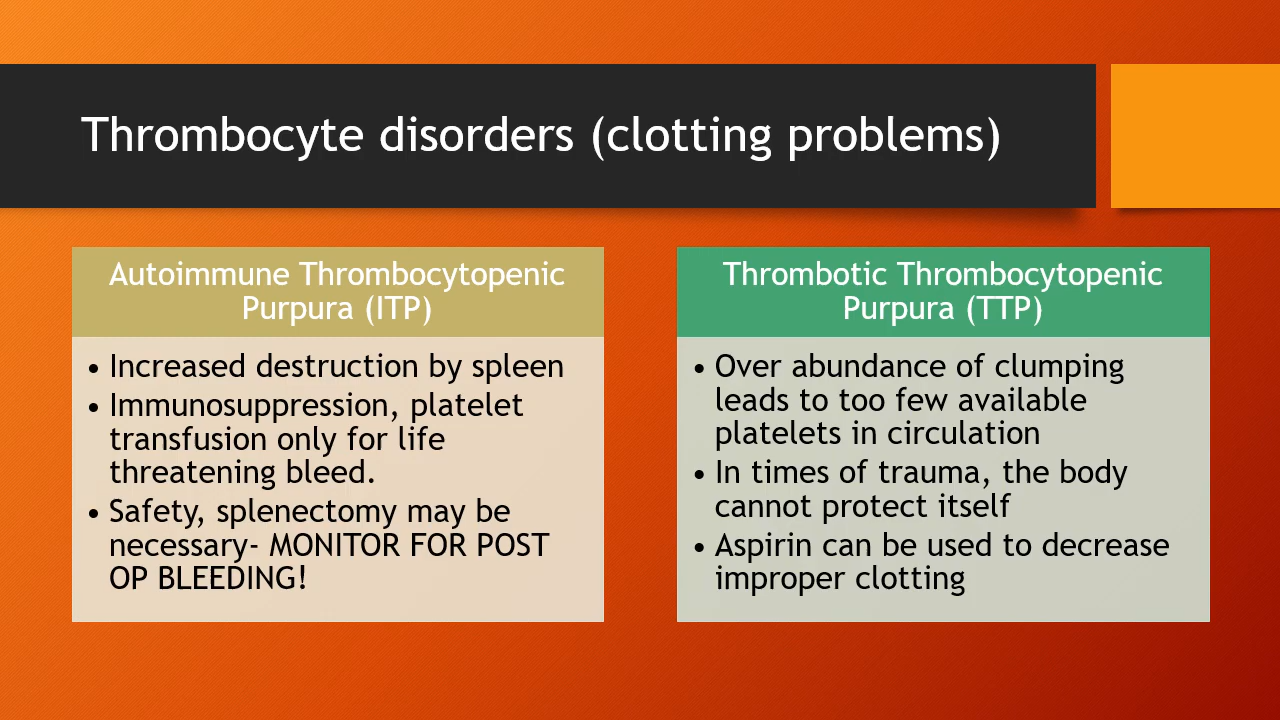 Thrombocyte disorders (clotting problems)
Autoimmune Thrombocytopenic
Purpura (ITP)
• Increased destruction by spleen
• Immunosuppression, platelet
transfusion only for life
threatening bleed.
• Safety, splenectomy may be
necessary- MONITOR FOR POST
OP BLEEDING!
Thrombotic Thrombocytopenic
Purpura (TTP)
• Over abundance of clumping
leads to too few available
platelets in circulation
• In times of trauma, the body
cannot protect itself
• Aspirin can be used to decrease
improper clotting